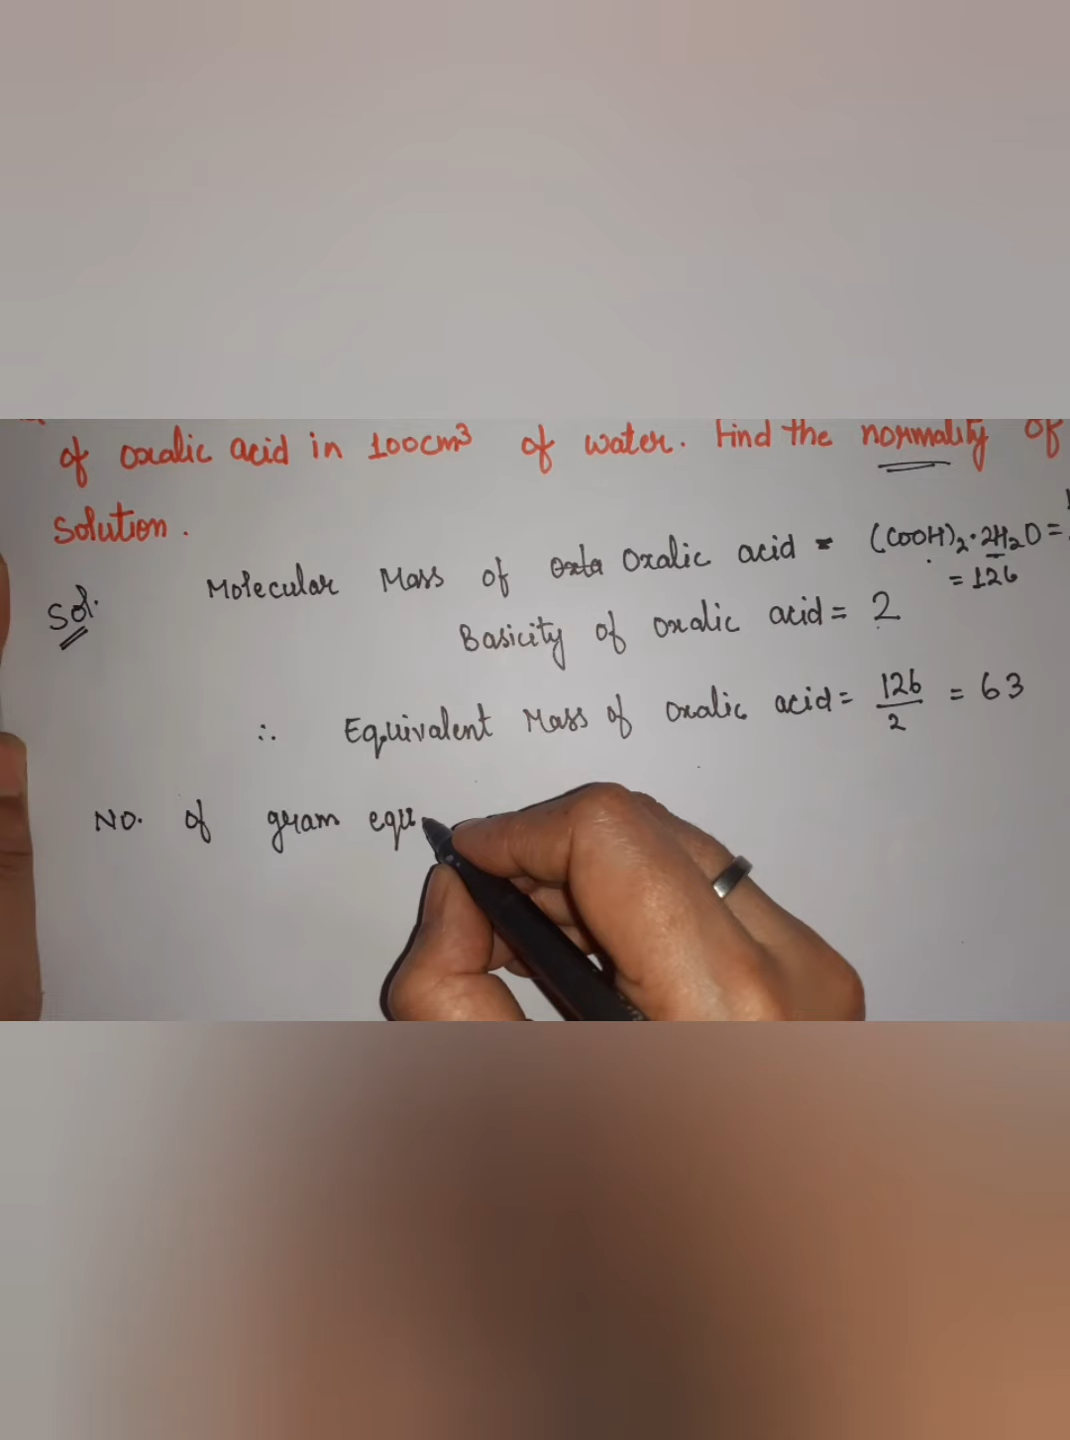 of oxalic acid in 100cm³ of water. Find the normality of
solution.
Sol. Molecular Mass of Oxalic acid = (COOH)₂·2H₂O =
= 126
Basicity of oxalic acid = 2
∴ Equivalent Mass of oxalic acid = 126/2 = 63
No. of gram equi